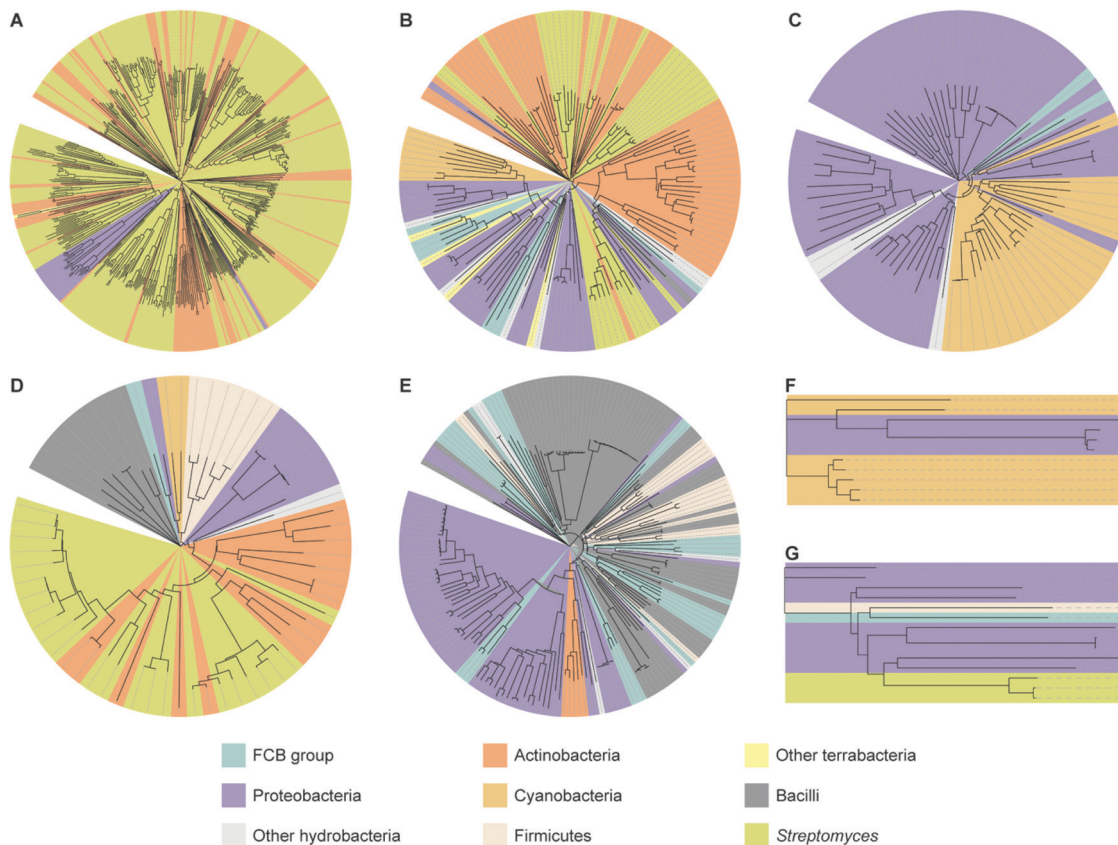 A
B
C
D
E
F
G
FCB group
Actinobacteria
Other terrabacteria
Proteobacteria
Cyanobacteria
Bacilli
Other hydrobacteria
Firmicutes
Streptomyces